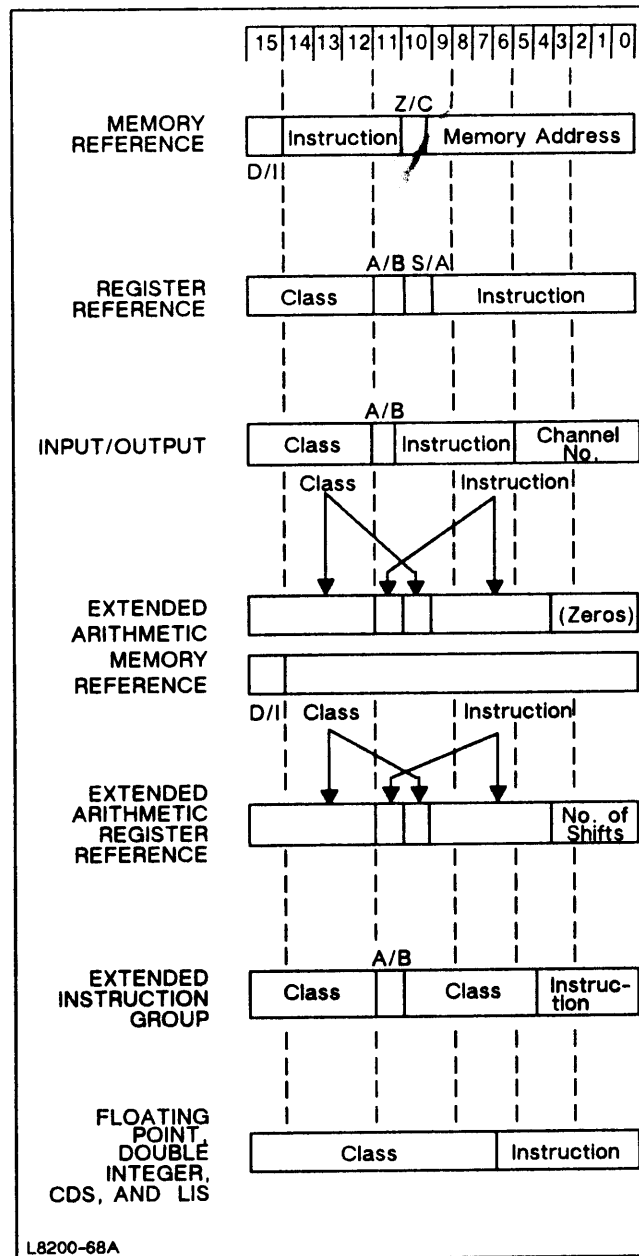 15 14 13 12 11 10 9 8 7 6 5 4 3 2 1 0
Z/C
MEMORY
REFERENCE
Instruction
Memory Address
D/I
A/B S/A
REGISTER
REFERENCE
Class
Instruction
A/B
INPUT/OUTPUT
Class
Instruction
Channel
No.
Class
Instruction
EXTENDED
ARITHMETIC
MEMORY
REFERENCE
(Zeros)
D/I
Class
Instruction
EXTENDED
ARITHMETIC
REGISTER
REFERENCE
No. of
Shifts
A/B
EXTENDED
INSTRUCTION
GROUP
Class
Class
Instruc-
tion
FLOATING
POINT,
DOUBLE
INTEGER,
CDS, AND LIS
Class
Instruction
L8200-68A